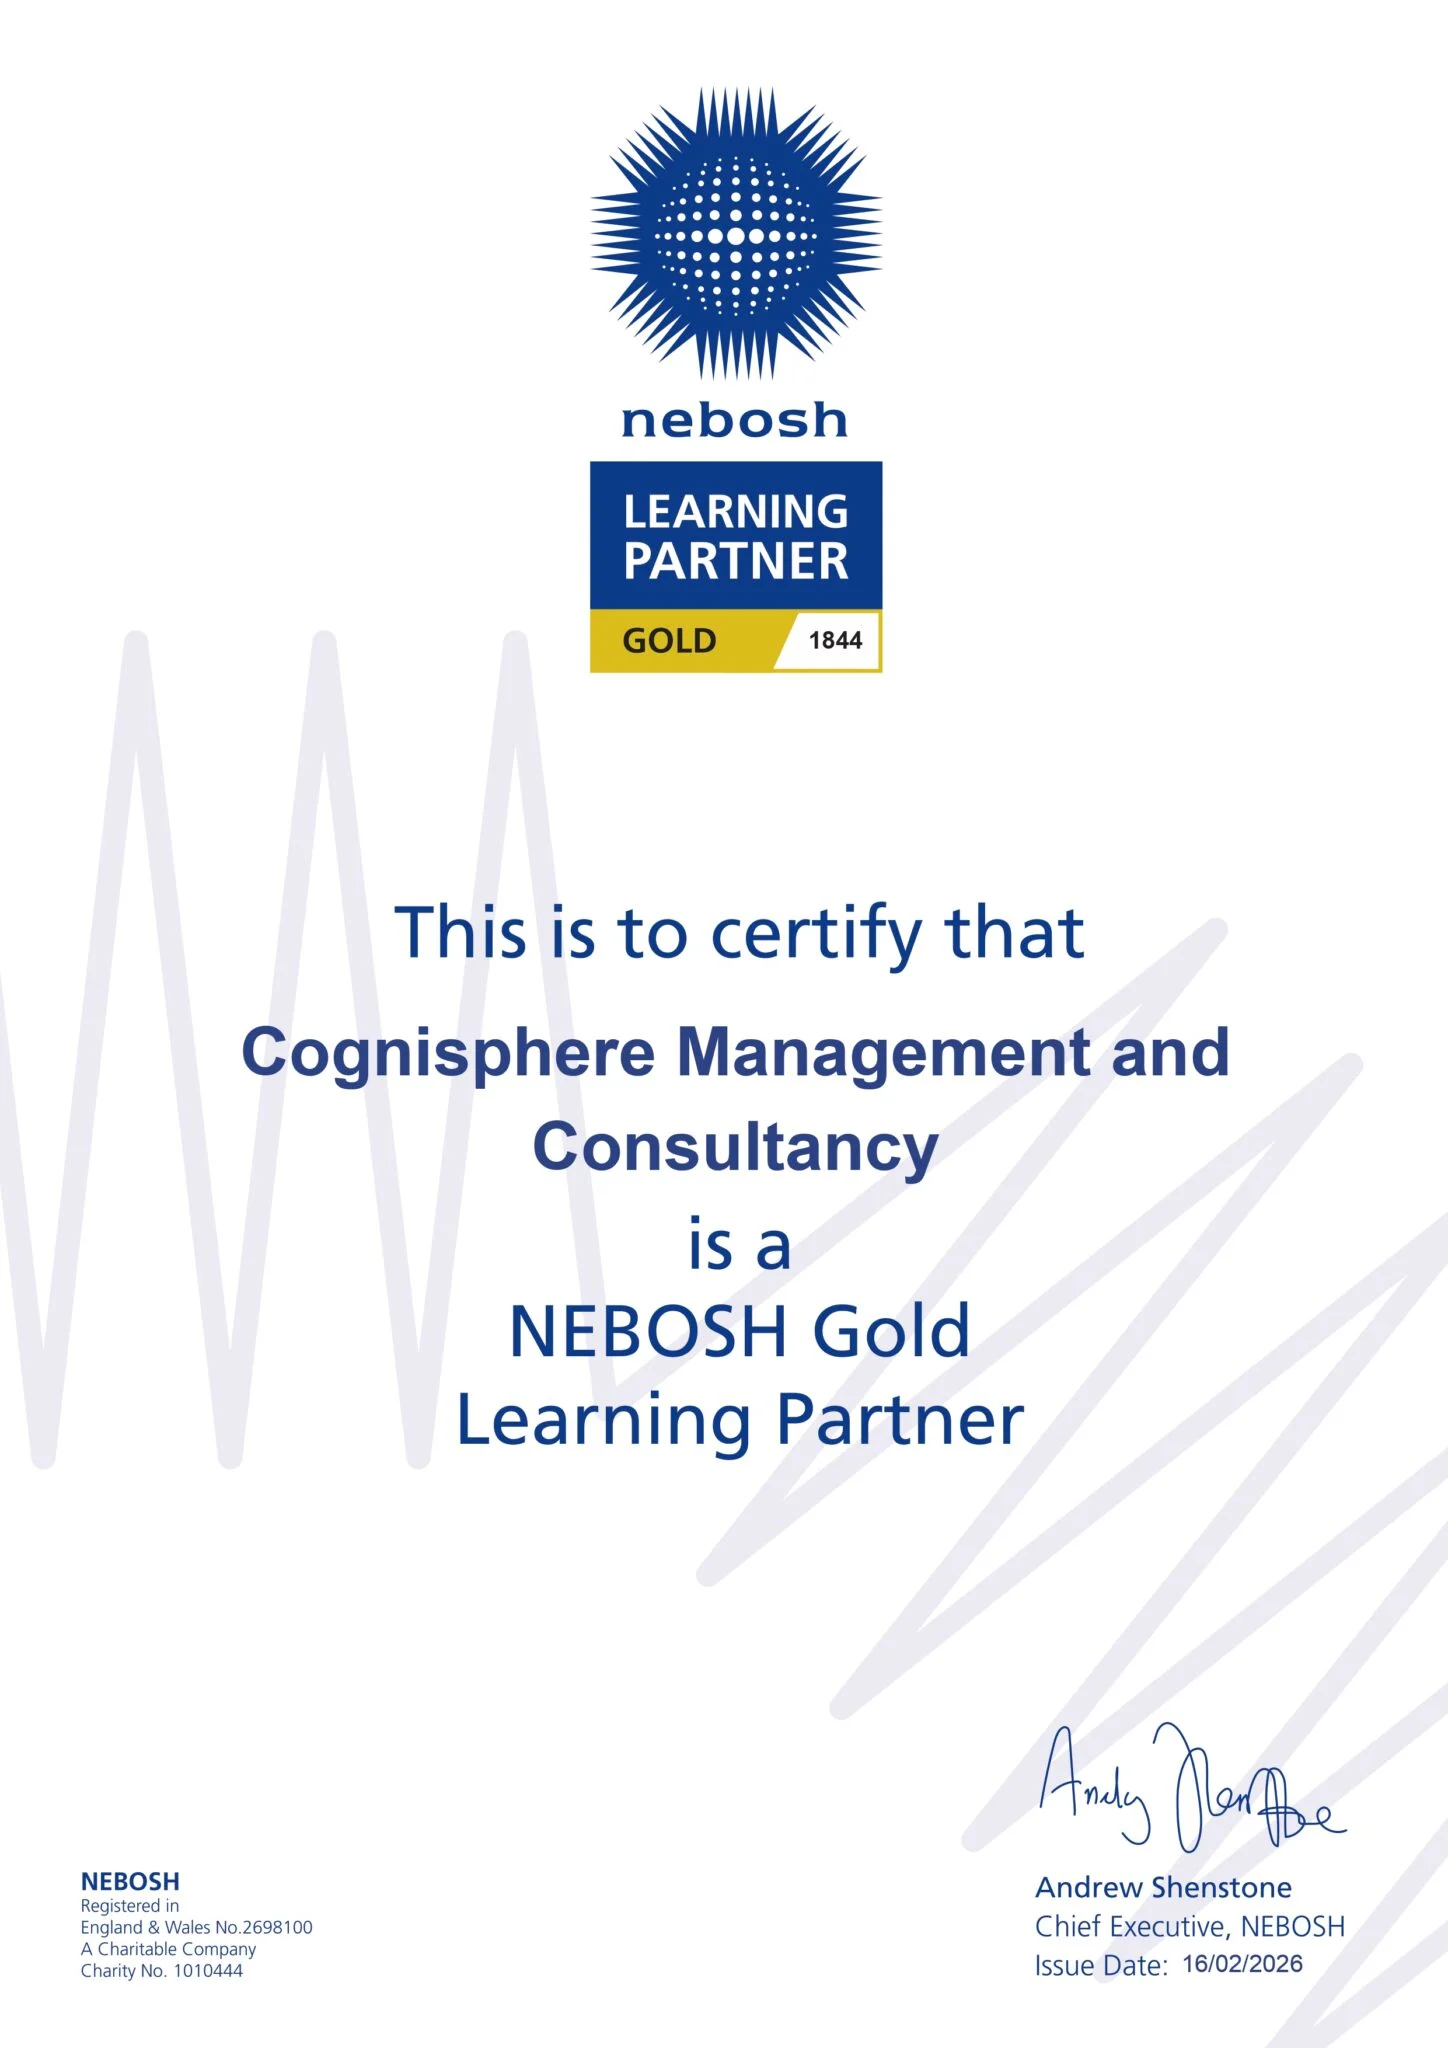 nebosh
LEARNING
PARTNER
GOLD 1844
This is to certify that
Cognisphere Management and
Consultancy
is a
NEBOSH Gold
Learning Partner
Andy Shenstone
NEBOSH
Registered in
England & Wales No.2698100
A Charitable Company
Charity No. 1010444
Andrew Shenstone
Chief Executive, NEBOSH
Issue Date: 16/02/2026